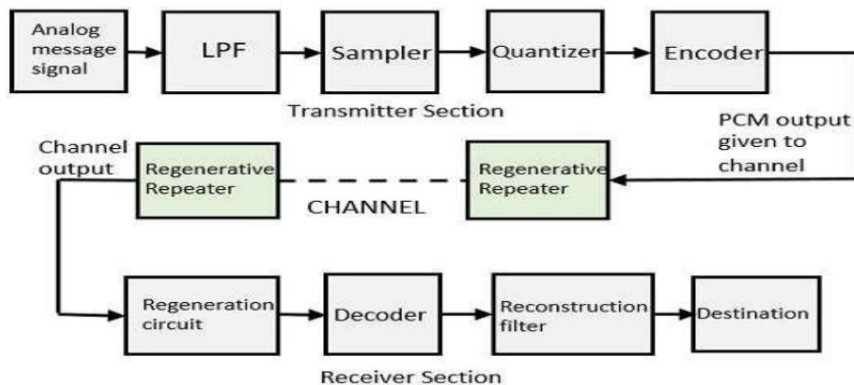 Analog
message
signal
LPF
Sampler
Quantizer
Encoder
Transmitter Section
PCM output
given to
channel
Channel
output
Regenerative
Repeater
CHANNEL
Regenerative
Repeater
Regeneration
circuit
Decoder
Reconstruction
filter
Destination
Receiver Section